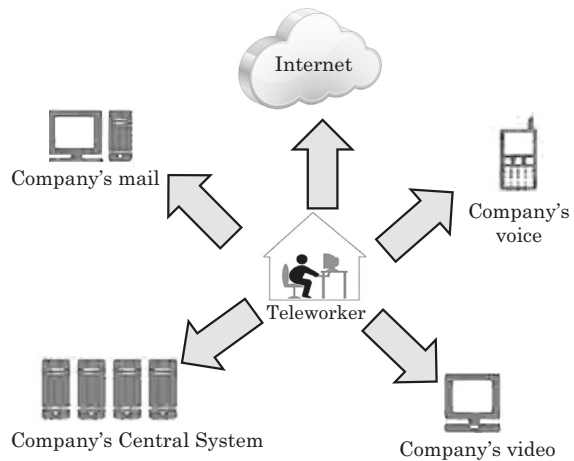 Internet
Company’s mail
Company’s
voice
Teleworker
Company’s Central System
Company’s video